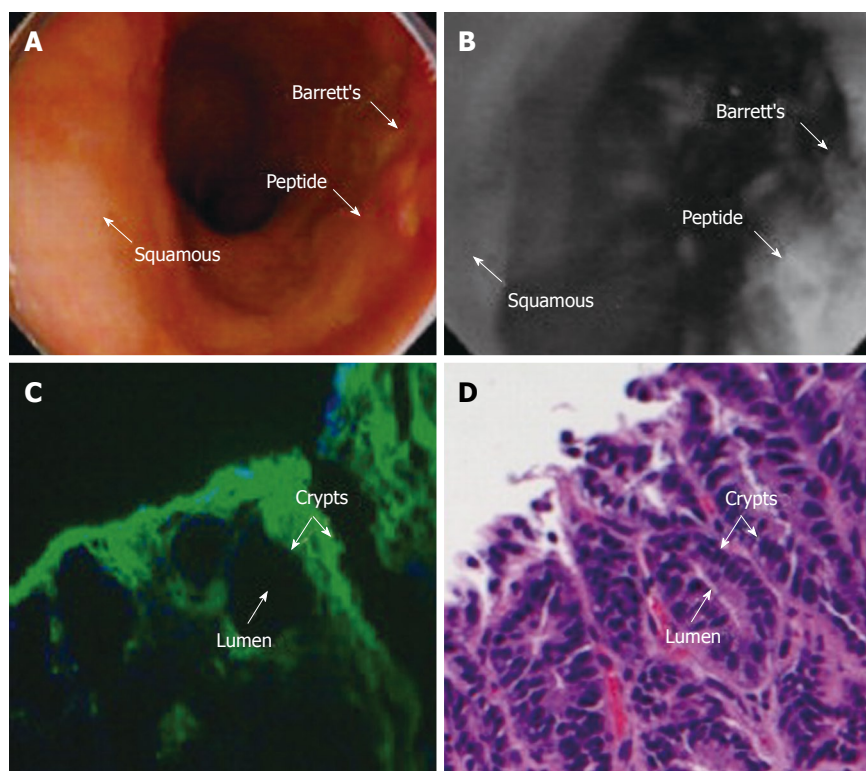 A
Barrett's
Peptide
Squamous
B
Barrett's
Peptide
Squamous
C
Crypts
Lumen
D
Crypts
Lumen